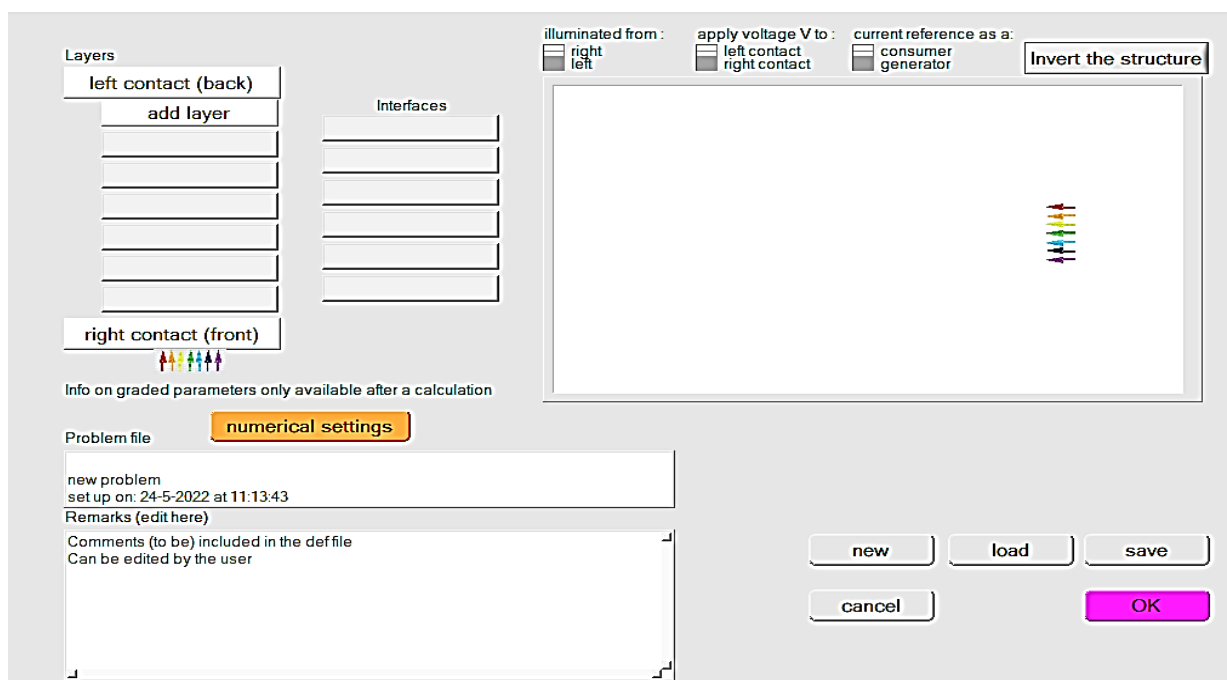 illuminated from :
right
left
apply voltage V to :
left contact
right contact
current reference as a:
consumer
generator
Invert the structure
Layers
left contact (back)
add layer
Interfaces
right contact (front)
Info on graded parameters only available after a calculation
numerical settings
Problem file
new problem
set up on: 24-5-2022 at 11:13:43
Remarks (edit here)
Comments (to be) included in the def file
Can be edited by the user
new
load
save
cancel
OK